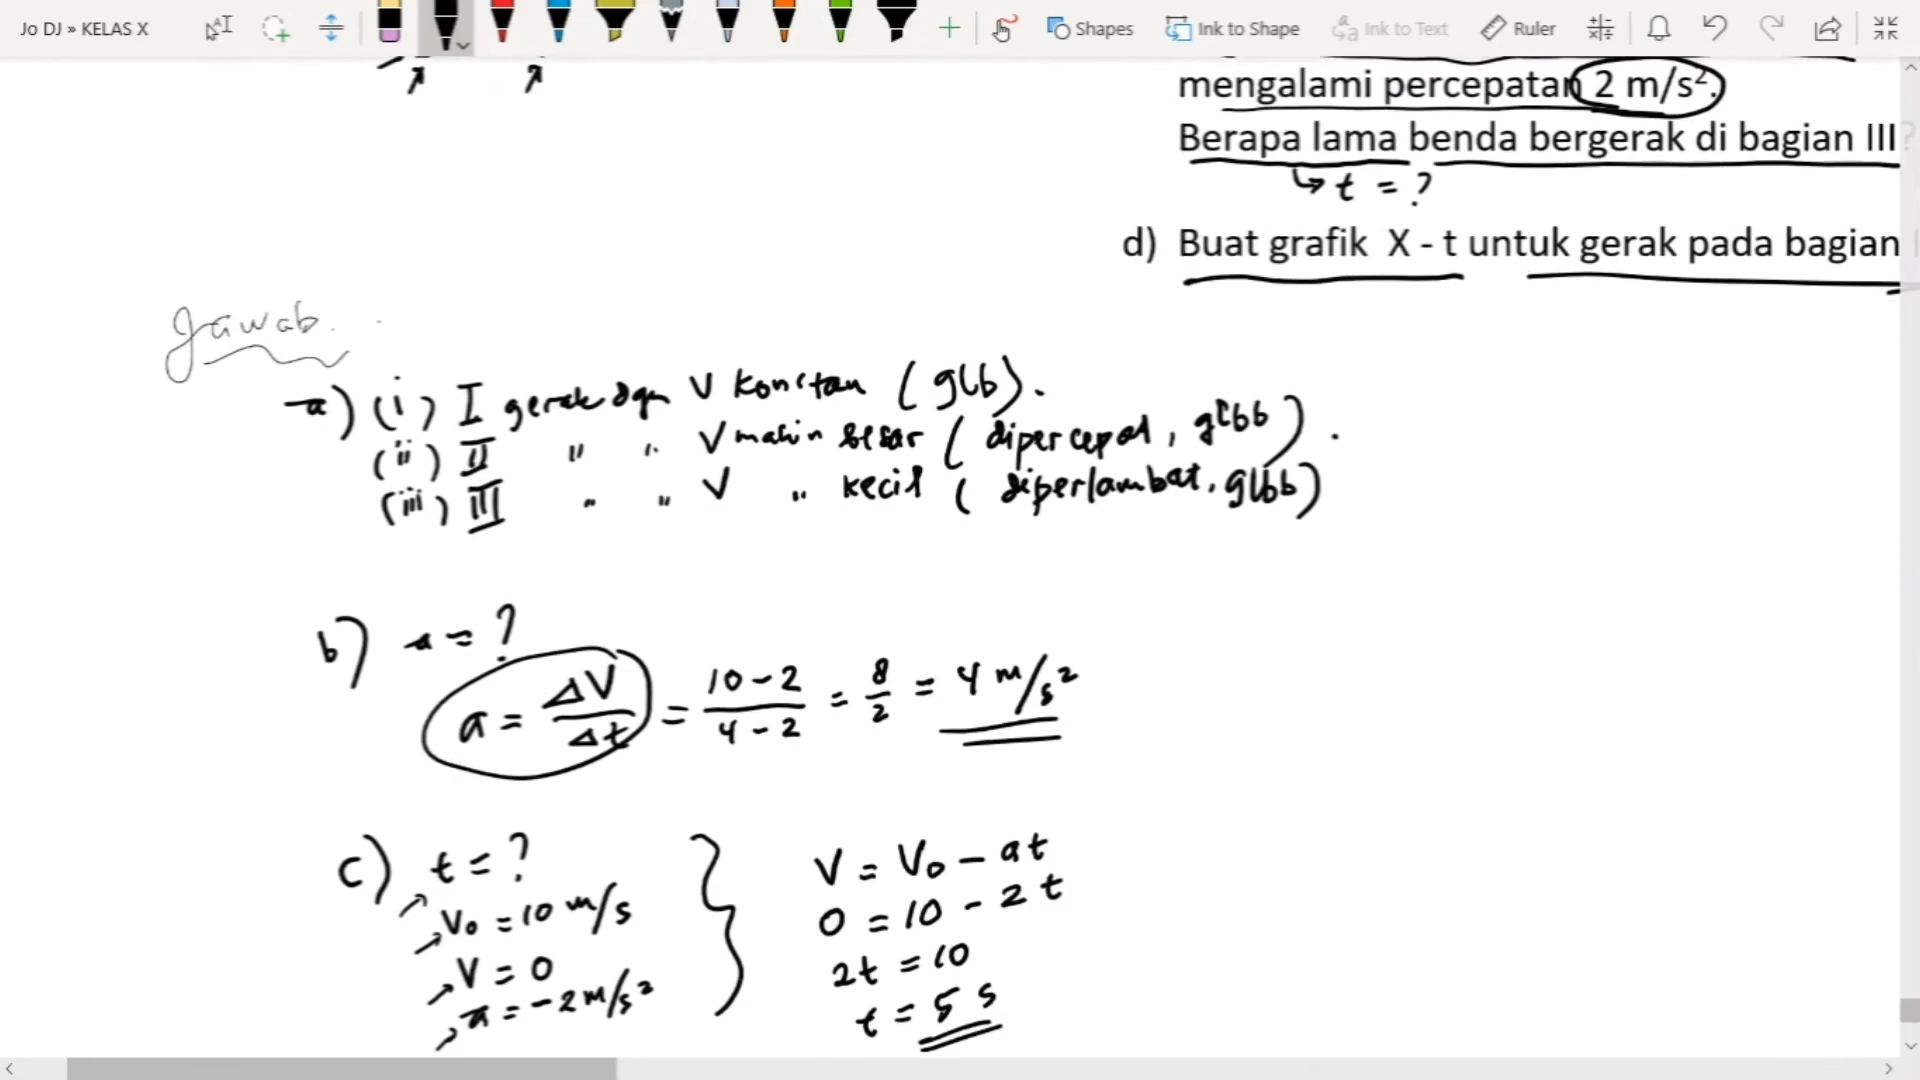 Jo DJ » KELAS X
Shapes
Ink to Shape
Ink to Text
Ruler
mengalami percepatan 2 m/s².
Berapa lama benda bergerak di bagian III?
↳ t = ?
d) Buat grafik X - t untuk gerak pada bagian
Jawab.
a) (i) I gerak dgn V konstan (glb).
(ii) II " " V makin besar (dipercepat, glbb).
(iii) III " " V " kecil (diperlambat, glbb)
b) a = ?
a = ΔV/Δt = 10-2/4-2 = 8/2 = 4 m/s²
c) t = ?
V₀ = 10 m/s
V = 0
a = -2 m/s²
V = V₀ - at
0 = 10 - 2t
2t = 10
t = 5 s